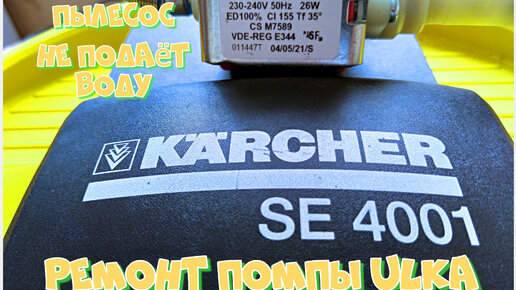 ПЫЛЕСОС
НЕ ПОДАЁТ
ВОДУ
230-240V 50Hz 26W
ED100% Cl 155 Tf 35°
CS M7589
VDE-REG E344
011447T 04/05/21/S
KÄRCHER
SE 4001
РЕМОНТ ПОМПЫ ULKA